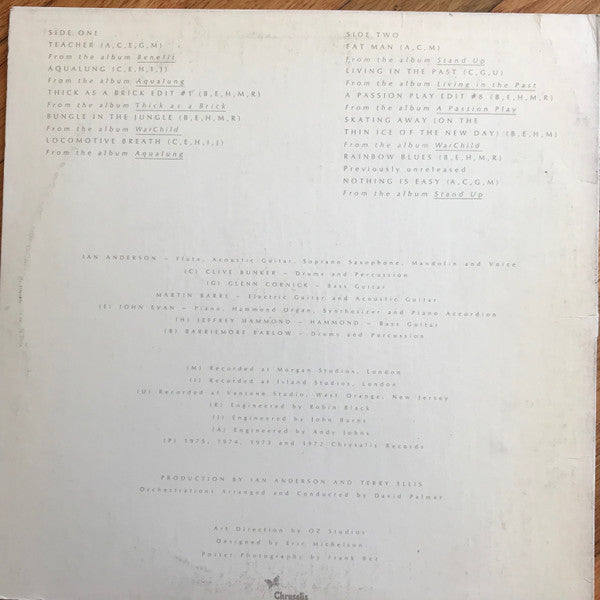 SIDE ONE
TEACHER (A,C,E,G,M)
From the album Benefit
AQUALUNG (C,E,H,I,J)
From the album Aqualung
THICK AS A BRICK EDIT #1 (B,E,H,M,R)
From the album Thick as a Brick
BUNGLE IN THE JUNGLE (B,E,H,M,R)
From the album WarChild
LOCOMOTIVE BREATH (C,E,H,I,J)
From the album Aqualung
SIDE TWO
FAT MAN (A,C,M)
From the album Stand Up
LIVING IN THE PAST (C,G,U)
From the album Living in the Past
A PASSION PLAY EDIT #8 (B,E,H,M,R)
From the album A Passion Play
SKATING AWAY (ON THE
THIN ICE OF THE NEW DAY) (B,E,H,M)
From the album WarChild
RAINBOW BLUES (B,E,H,M,R)
Previously unreleased
NOTHING IS EASY (A,C,G,M)
From the album Stand Up
IAN ANDERSON – Flute, Acoustic Guitar, Soprano Saxophone, Mandolin and Voice
(C) CLIVE BUNKER – Drums and Percussion
(G) GLENN CORNICK – Bass Guitar
MARTIN BARRE – Electric Guitar and Acoustic Guitar
(E) JOHN EVAN – Piano, Hammond Organ, Synthesizer and Piano Accordion
(H) JEFFREY HAMMOND – HAMMOND – Bass Guitar
(B) BARRIEMORE BARLOW – Drums and Percussion
(M) Recorded at Morgan Studios, London
(I) Recorded at Island Studios, London
(U) Recorded at Vantone Studio, West Orange, New Jersey
(R) Engineered by Robin Black
(J) Engineered by John Burns
(A) Engineered by Andy Johns
(P) 1975, 1974, 1973 and 1972 Chrysalis Records
PRODUCTION BY IAN ANDERSON AND TERRY ELLIS
Orchestrations Arranged and Conducted by David Palmer
Art Direction by OZ Studios
Designed by Eric Michelson
Poster Photographs by Frank Bez
Chrysalis